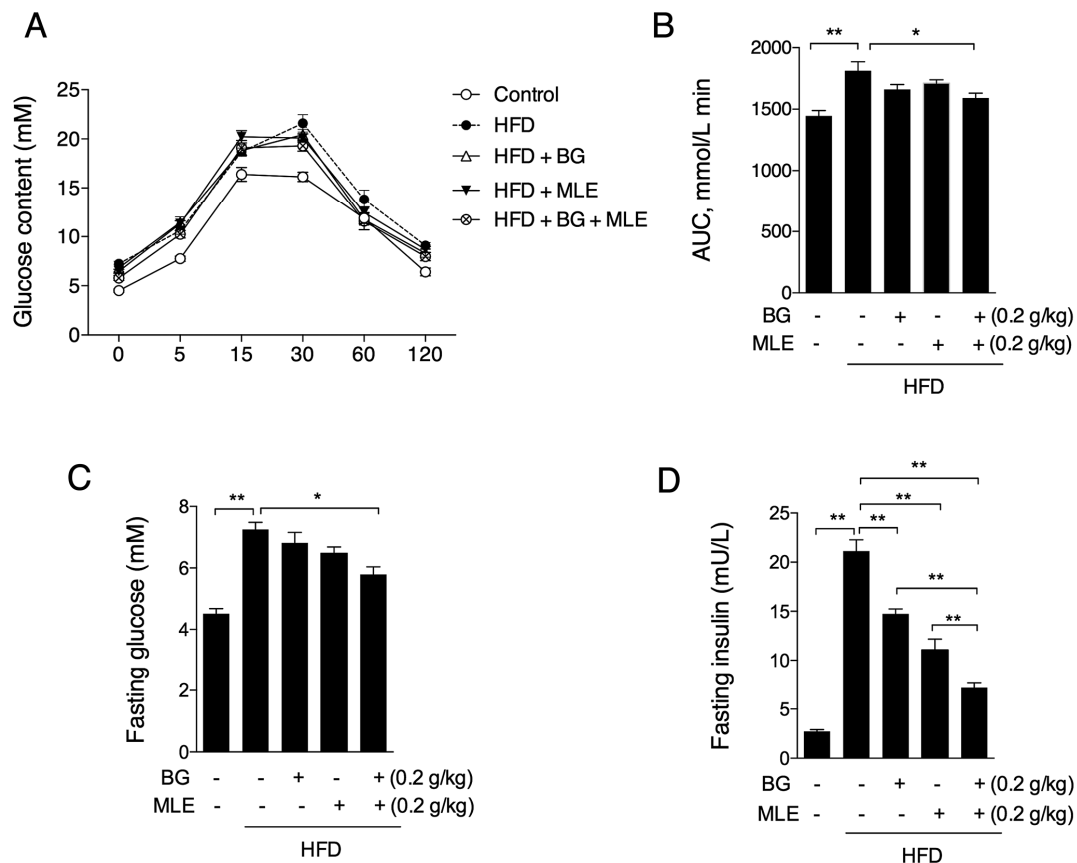 A
Glucose content (mM)
25
20
15
10
5
0
0 5 15 30 60 120
Control
HFD
HFD + BG
HFD + MLE
HFD + BG + MLE
B
AUC, mmol/L min
2000
1500
1000
500
0
** *
BG - - + - + (0.2 g/kg)
MLE - - - + + (0.2 g/kg)
HFD
C
Fasting glucose (mM)
8
6
4
2
0
** *
BG - - + - + (0.2 g/kg)
MLE - - - + + (0.2 g/kg)
HFD
D
Fasting insulin (mU/L)
25
20
15
10
5
0
**
**
** **
**
**
BG - - + - + (0.2 g/kg)
MLE - - - + + (0.2 g/kg)
HFD